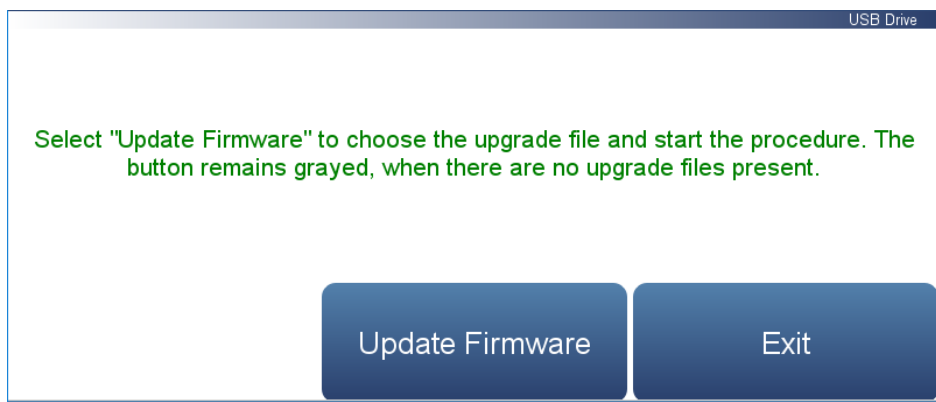 USB Drive
Select "Update Firmware" to choose the upgrade file and start the procedure. The
button remains grayed, when there are no upgrade files present.
Update Firmware
Exit